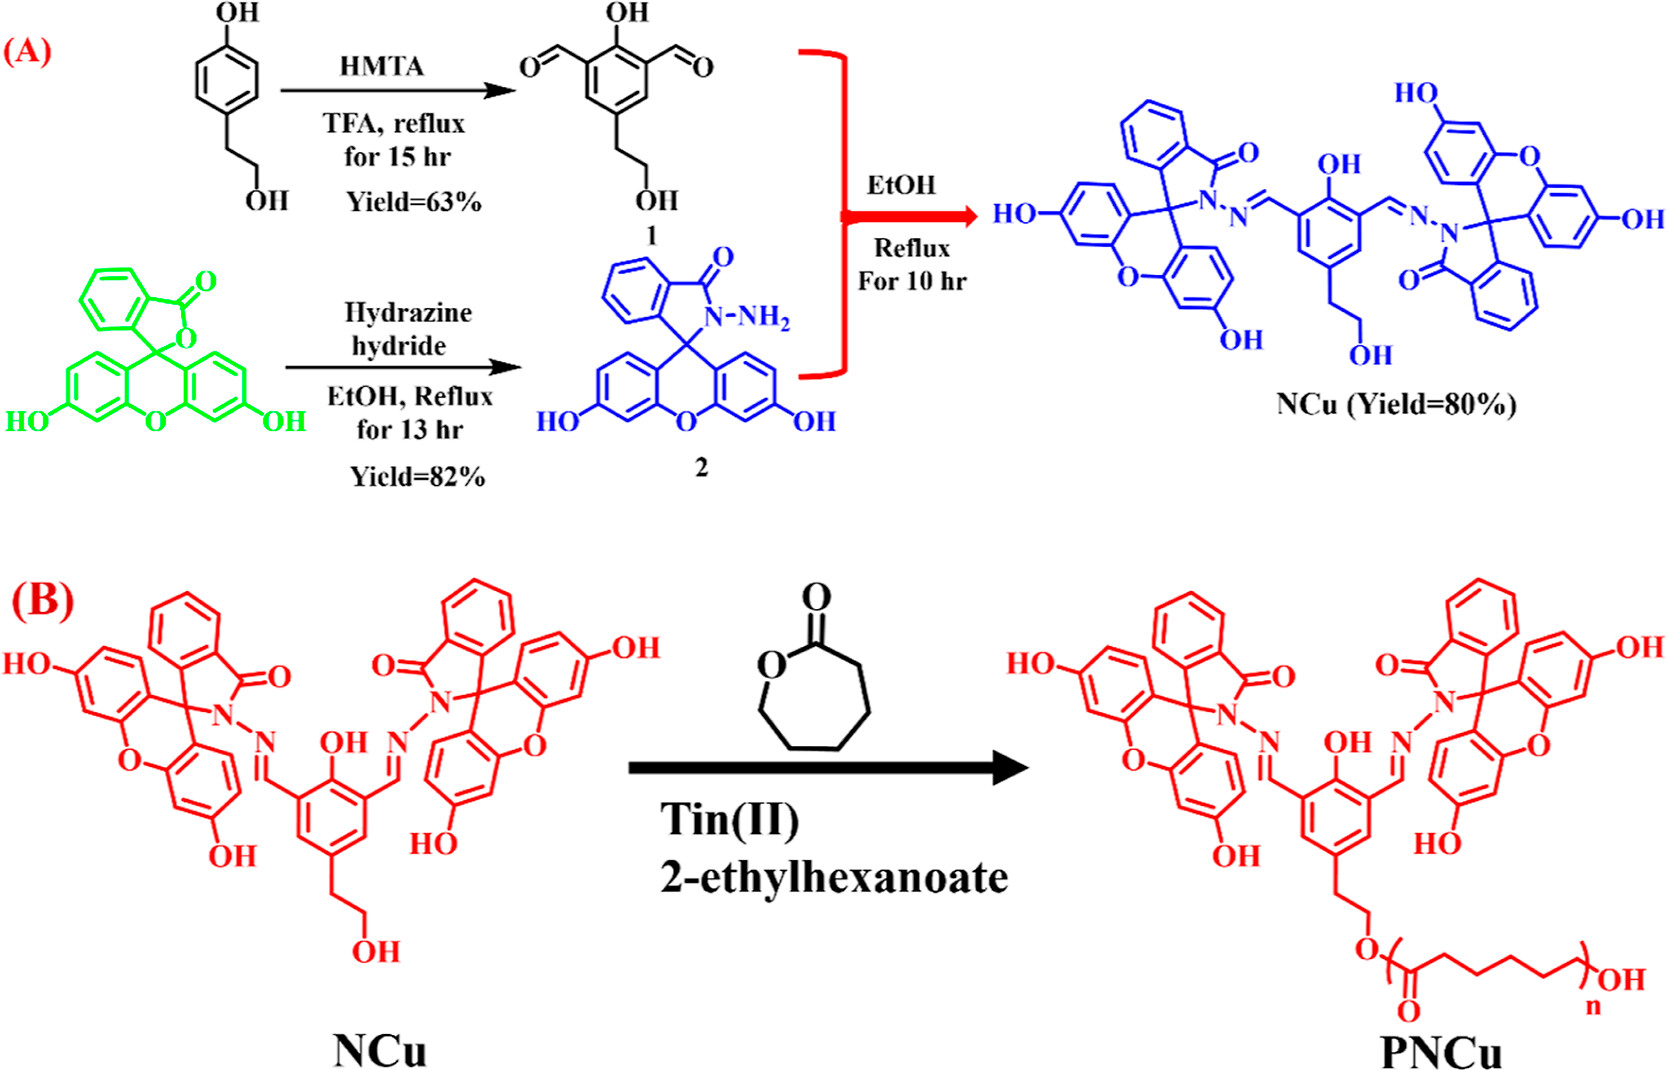 (A)
OH
OH
HMTA
TFA, reflux
for 15 hr
Yield=63%
OH
O
O
OH
1
O
O
HO
O
OH
Hydrazine
hydride
EtOH, Reflux
for 13 hr
Yield=82%
O
N-NH2
HO
O
OH
2
EtOH
Reflux
For 10 hr
HO
O
OH
O
N
N
OH
N
N
O
HO
O
OH
OH
NCu (Yield=80%)
(B)
HO
O
N
N
O
OH
OH
O
N
N
OH
O
HO
OH
NCu
O
O
Tin(II)
2-ethylhexanoate
HO
O
N
N
O
OH
OH
O
N
N
OH
O
HO
O
O
OH
n
PNCu